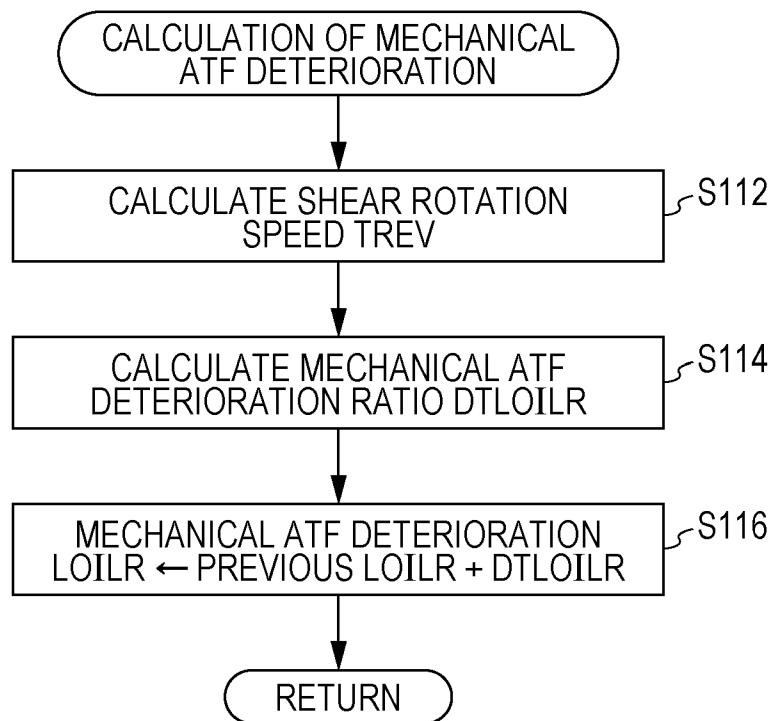 CALCULATION OF MECHANICAL
ATF DETERIORATION
CALCULATE SHEAR ROTATION
SPEED TREV
S112
CALCULATE MECHANICAL ATF
DETERIORATION RATIO DTLOILR
S114
MECHANICAL ATF DETERIORATION
LOILR ← PREVIOUS LOILR + DTLOILR
S116
RETURN